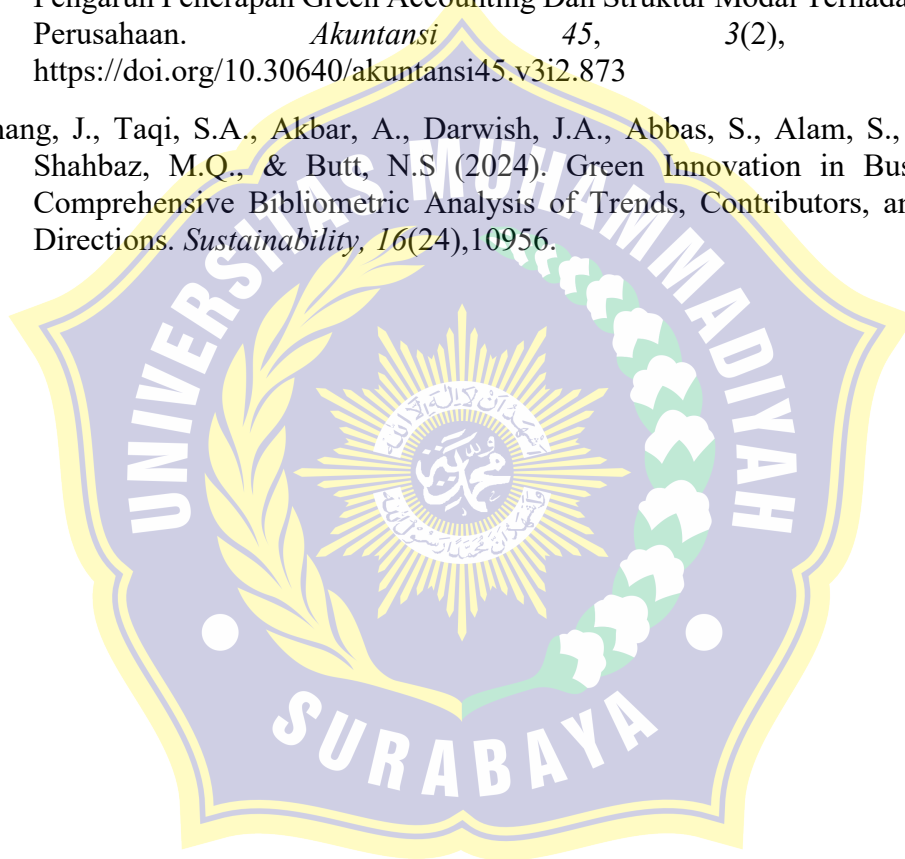 Pengaruh Penerapan Green Accounting Dan Struktur Modal Terhada
Perusahaan. Akuntansi 45, 3(2),
https://doi.org/10.30640/akuntansi45.v3i2.873
ang, J., Taqi, S.A., Akbar, A., Darwish, J.A., Abbas, S., Alam, S.,
Shahbaz, M.Q., & Butt, N.S (2024). Green Innovation in Bus
Comprehensive Bibliometric Analysis of Trends, Contributors, an
Directions. Sustainability, 16(24),10956.
UNIVERSITAS MUHAMMADIYAH
SURABAYA